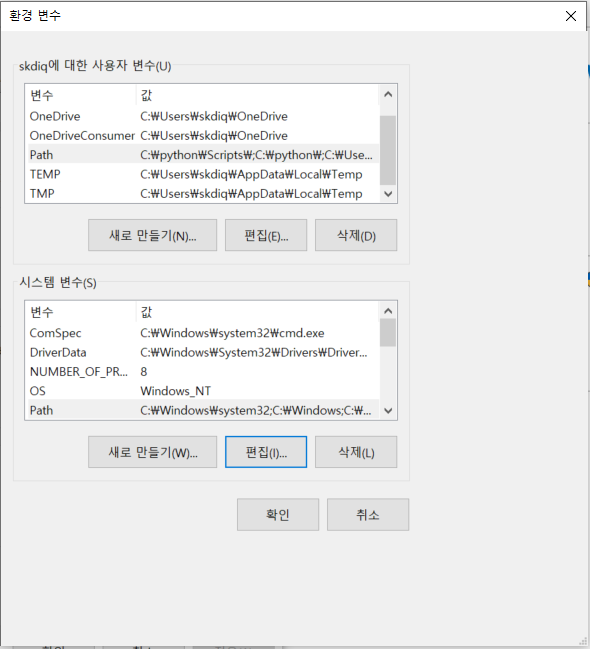 환경 변수
skdiq에 대한 사용자 변수(U)
변수 값
OneDrive C:₩Users₩skdiq₩OneDrive
OneDriveConsumer C:₩Users₩skdiq₩OneDrive
Path C:₩python₩Scripts₩;C:₩python₩;C:₩Use...
TEMP C:₩Users₩skdiq₩AppData₩Local₩Temp
TMP C:₩Users₩skdiq₩AppData₩Local₩Temp
새로 만들기(N)... 편집(E)... 삭제(D)
시스템 변수(S)
변수 값
ComSpec C:₩Windows₩system32₩cmd.exe
DriverData C:₩Windows₩System32₩Drivers₩Driver...
NUMBER_OF_PR... 8
OS Windows_NT
Path C:₩Windows₩system32;C:₩Windows;C:₩...
새로 만들기(W)... 편집(I)... 삭제(L)
확인 취소